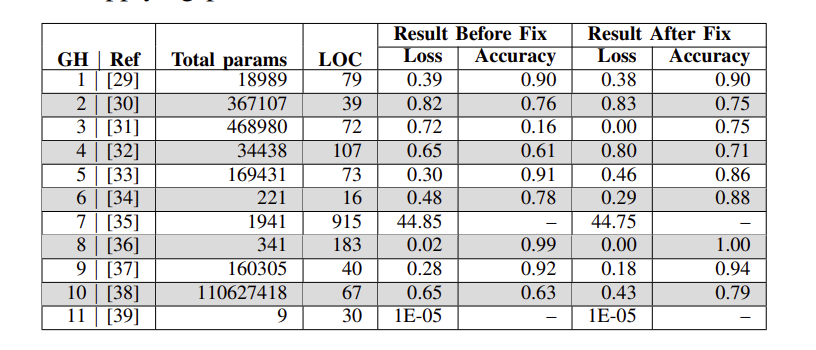 Result Before Fix Result After Fix
GH | Ref Total params LOC Loss Accuracy Loss Accuracy
1 | [29] 18989 79 0.39 0.90 0.38 0.90
2 | [30] 367107 39 0.82 0.76 0.83 0.75
3 | [31] 468980 72 0.72 0.16 0.00 0.75
4 | [32] 34438 107 0.65 0.61 0.80 0.71
5 | [33] 169431 73 0.30 0.91 0.46 0.86
6 | [34] 221 16 0.48 0.78 0.29 0.88
7 | [35] 1941 915 44.85 – 44.75 –
8 | [36] 341 183 0.02 0.99 0.00 1.00
9 | [37] 160305 40 0.28 0.92 0.18 0.94
10 | [38] 110627418 67 0.65 0.63 0.43 0.79
11 | [39] 9 30 1E-05 – 1E-05 –